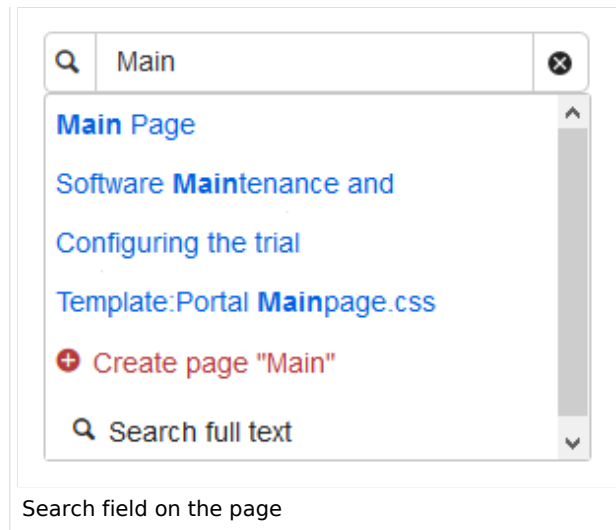 Main
Main Page
Software Maintenance and
Configuring the trial
Template:Portal Mainpage.css
Create page "Main"
Search full text
Search field on the page